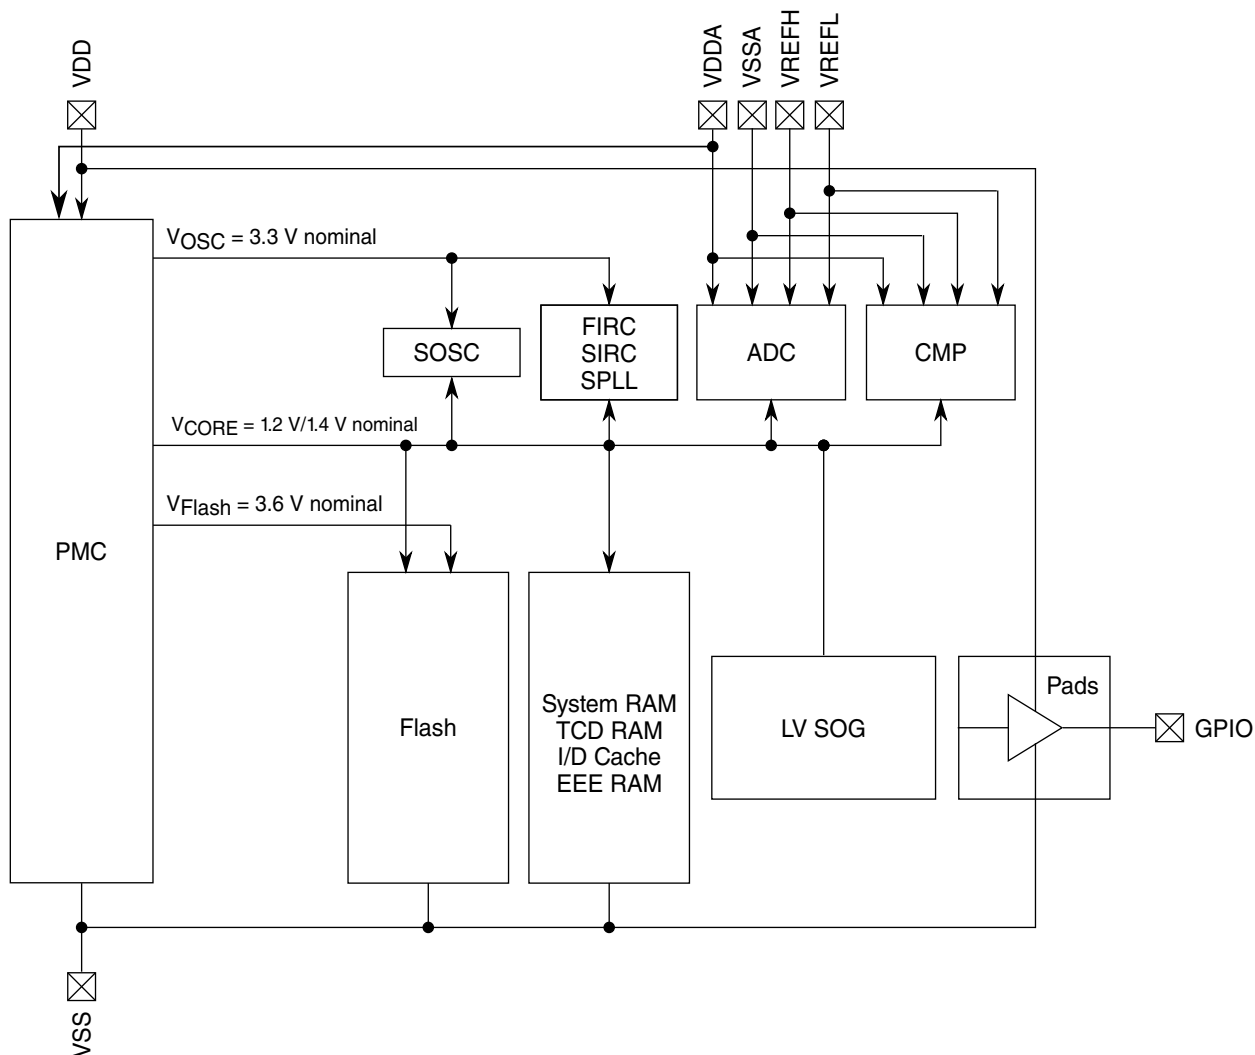 VDD
VDDA
VSSA
VREFH
VREFL
VOSC = 3.3 V nominal
SOSC
FIRC
SIRC
SPLL
ADC
CMP
VCORE = 1.2 V/1.4 V nominal
VFlash = 3.6 V nominal
PMC
Flash
System RAM
TCD RAM
I/D Cache
EEE RAM
LV SOG
Pads
GPIO
VSS